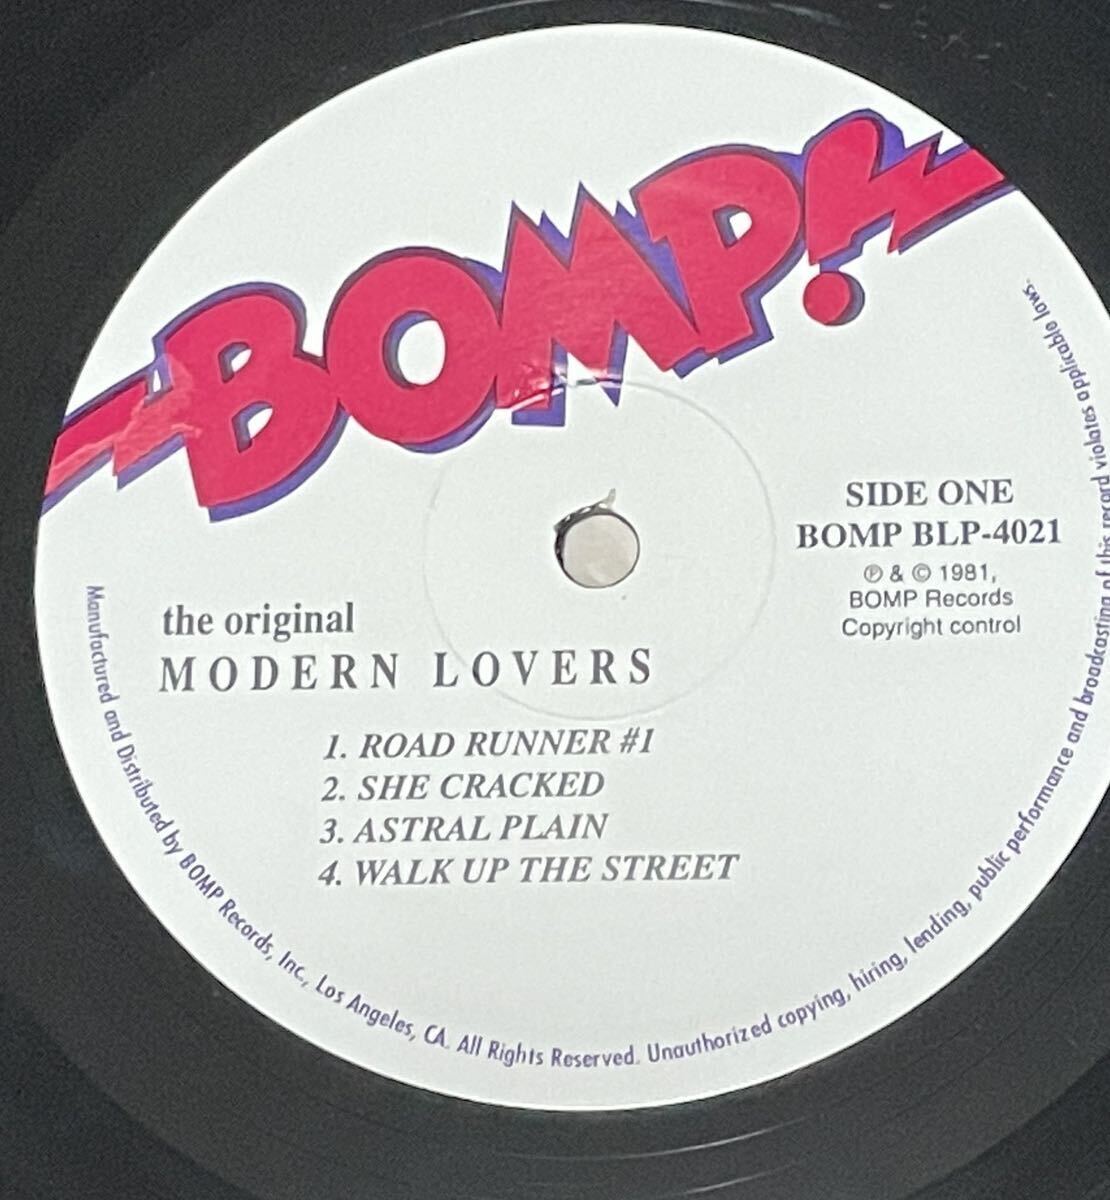 BOMP!
SIDE ONE
BOMP BLP-4021
℗ & © 1981,
BOMP Records
Copyright control
the original
MODERN LOVERS
1. ROAD RUNNER #1
2. SHE CRACKED
3. ASTRAL PLAIN
4. WALK UP THE STREET
Manufactured and Distributed by BOMP Records, Inc., Los Angeles, CA. All Rights Reserved. Unauthorized copying, hiring, lending, public performance and broadcasting of this record violates applicable laws.